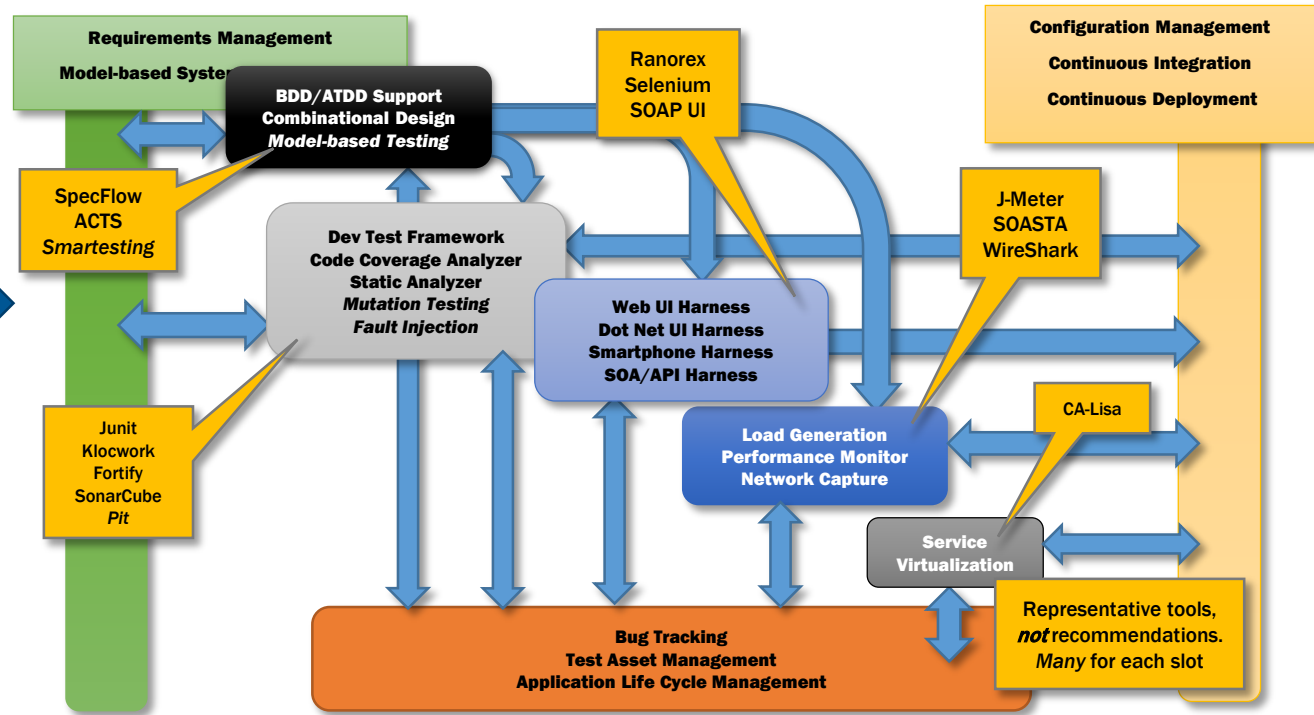 Requirements Management
Model-based Syste
BDD/ATDD Support
Combinational Design
Model-based Testing
Ranorex
Selenium
SOAP UI
Configuration Management
Continuous Integration
Continuous Deployment
SpecFlow
ACTS
Smartesting
J-Meter
SOASTA
WireShark
Dev Test Framework
Code Coverage Analyzer
Static Analyzer
Mutation Testing
Fault Injection
Web UI Harness
Dot Net UI Harness
Smartphone Harness
SOA/API Harness
Junit
Klocwork
Fortify
SonarCube
Pit
Load Generation
Performance Monitor
Network Capture
CA-Lisa
Service
Virtualization
Representative tools,
not recommendations.
Many for each slot
Bug Tracking
Test Asset Management
Application Life Cycle Management